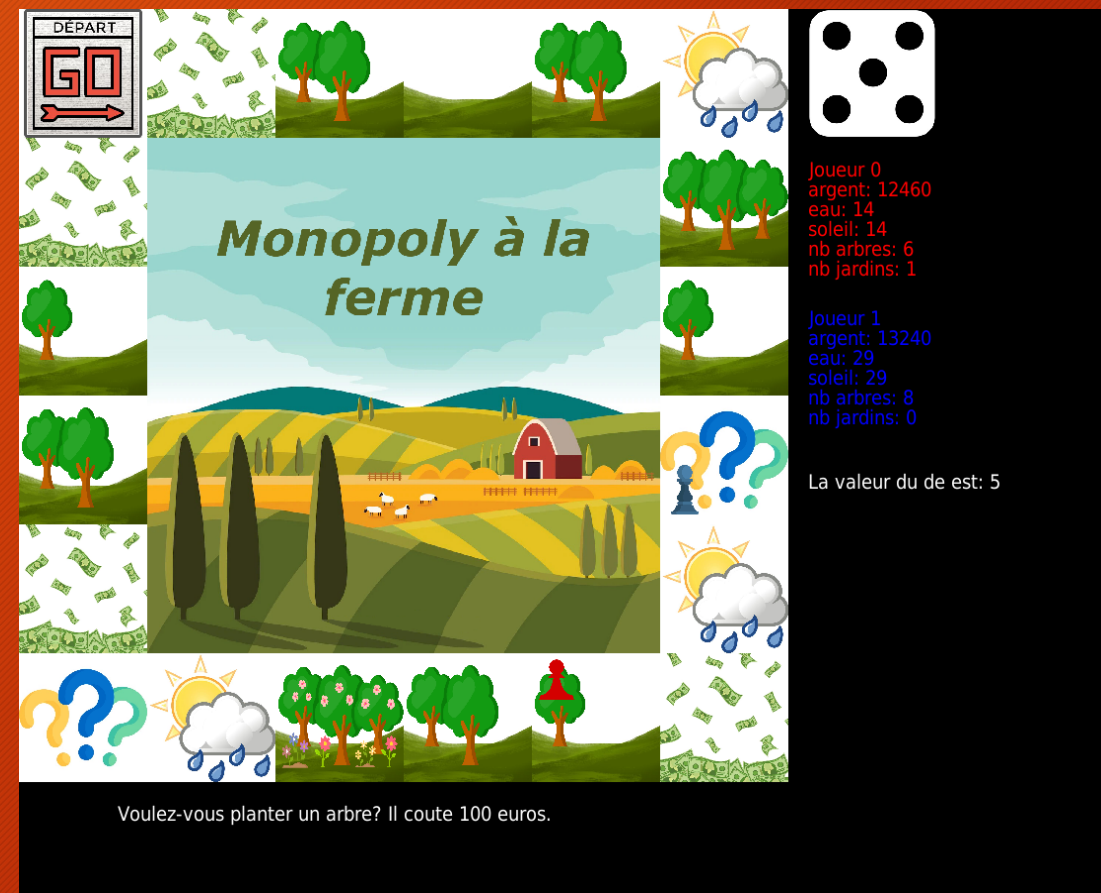 DÉPART
GO
Monopoly à la
ferme
Joueur 0
argent: 12460
eau: 14
soleil: 14
nb arbres: 6
nb jardins: 1
Joueur 1
argent: 13240
eau: 29
soleil: 29
nb arbres: 8
nb jardins: 0
La valeur du de est: 5
Voulez-vous planter un arbre? Il coute 100 euros.